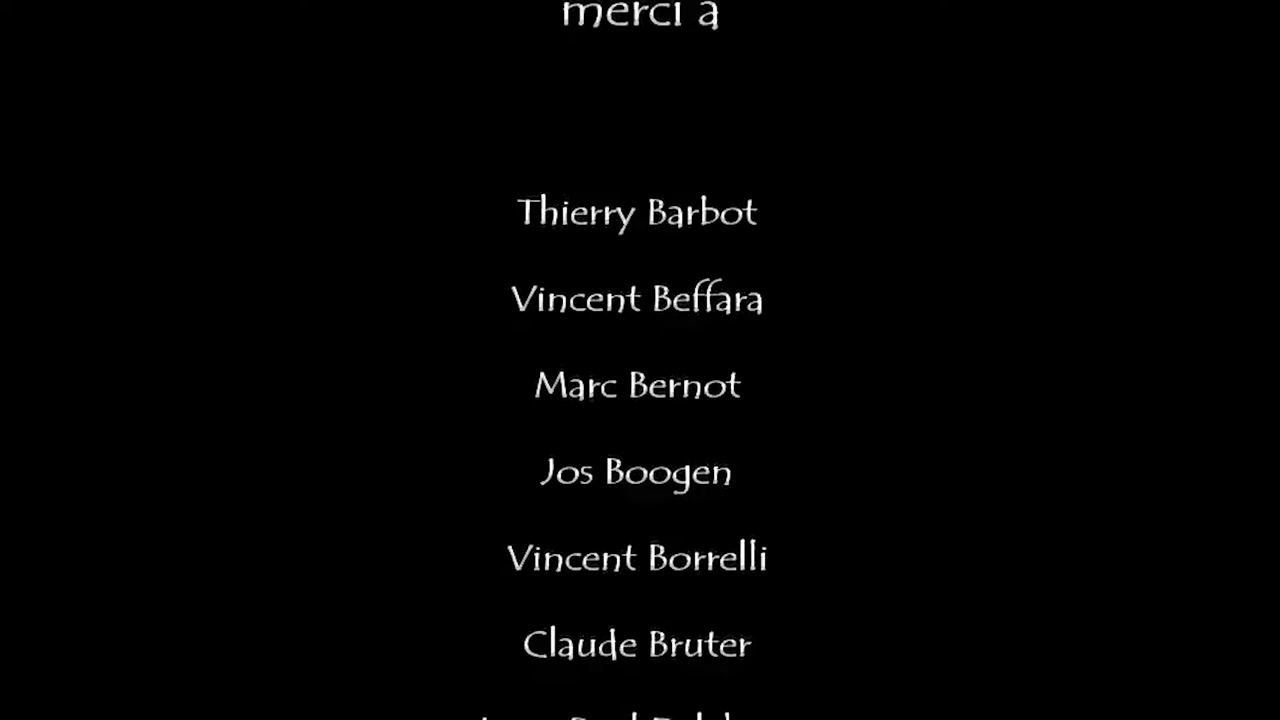 merci à
Thierry Barbot
Vincent Beffara
Marc Bernot
Jos Boogen
Vincent Borrelli
Claude Bruter